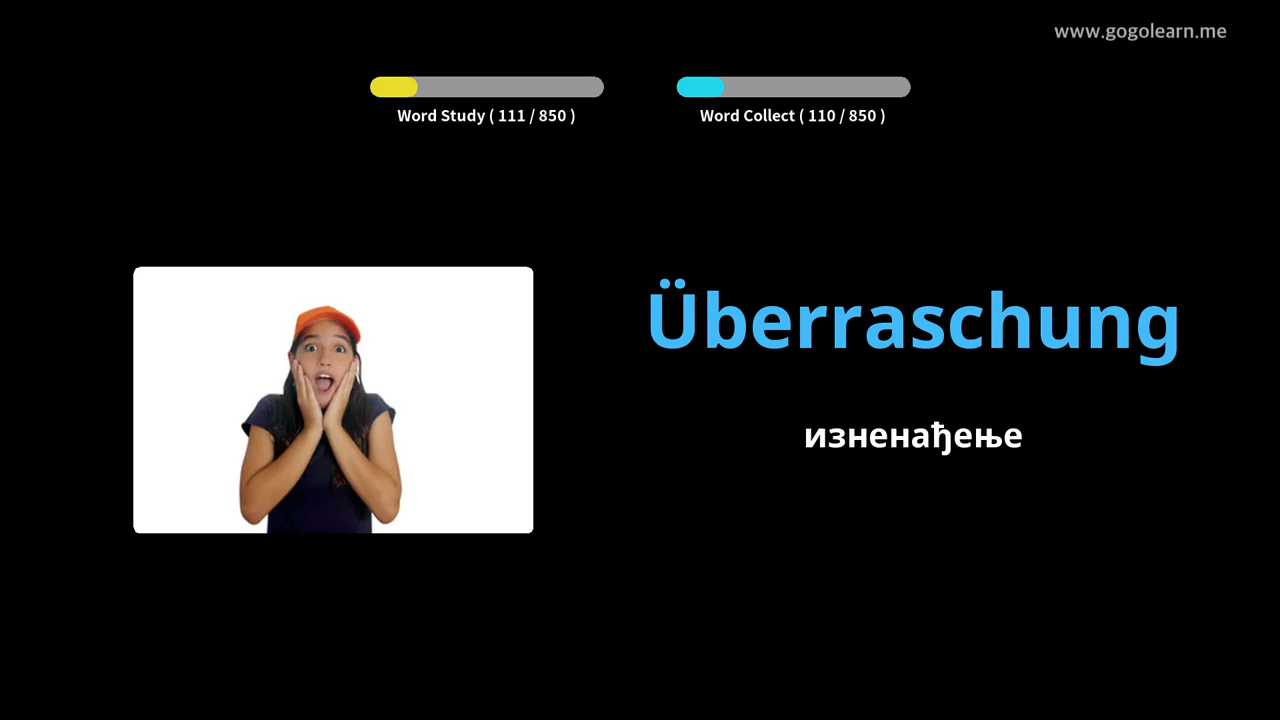 www.gogolearn.me
Word Study ( 111 / 850 )
Word Collect ( 110 / 850 )
Überraschung
изненађење